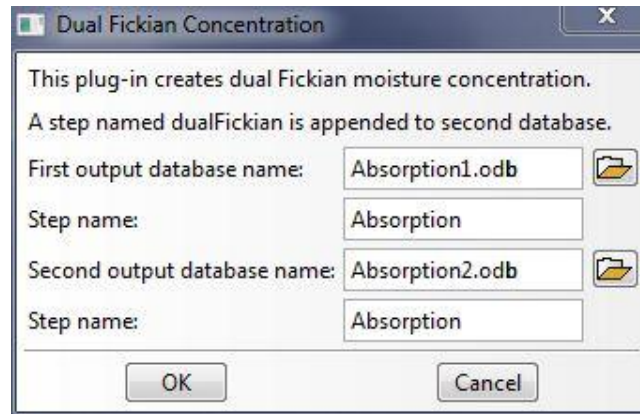 Dual Fickian Concentration
This plug-in creates dual Fickian moisture concentration.
A step named dualFickian is appended to second database.
First output database name: Absorption1.odb
Step name: Absorption
Second output database name: Absorption2.odb
Step name: Absorption
OK Cancel